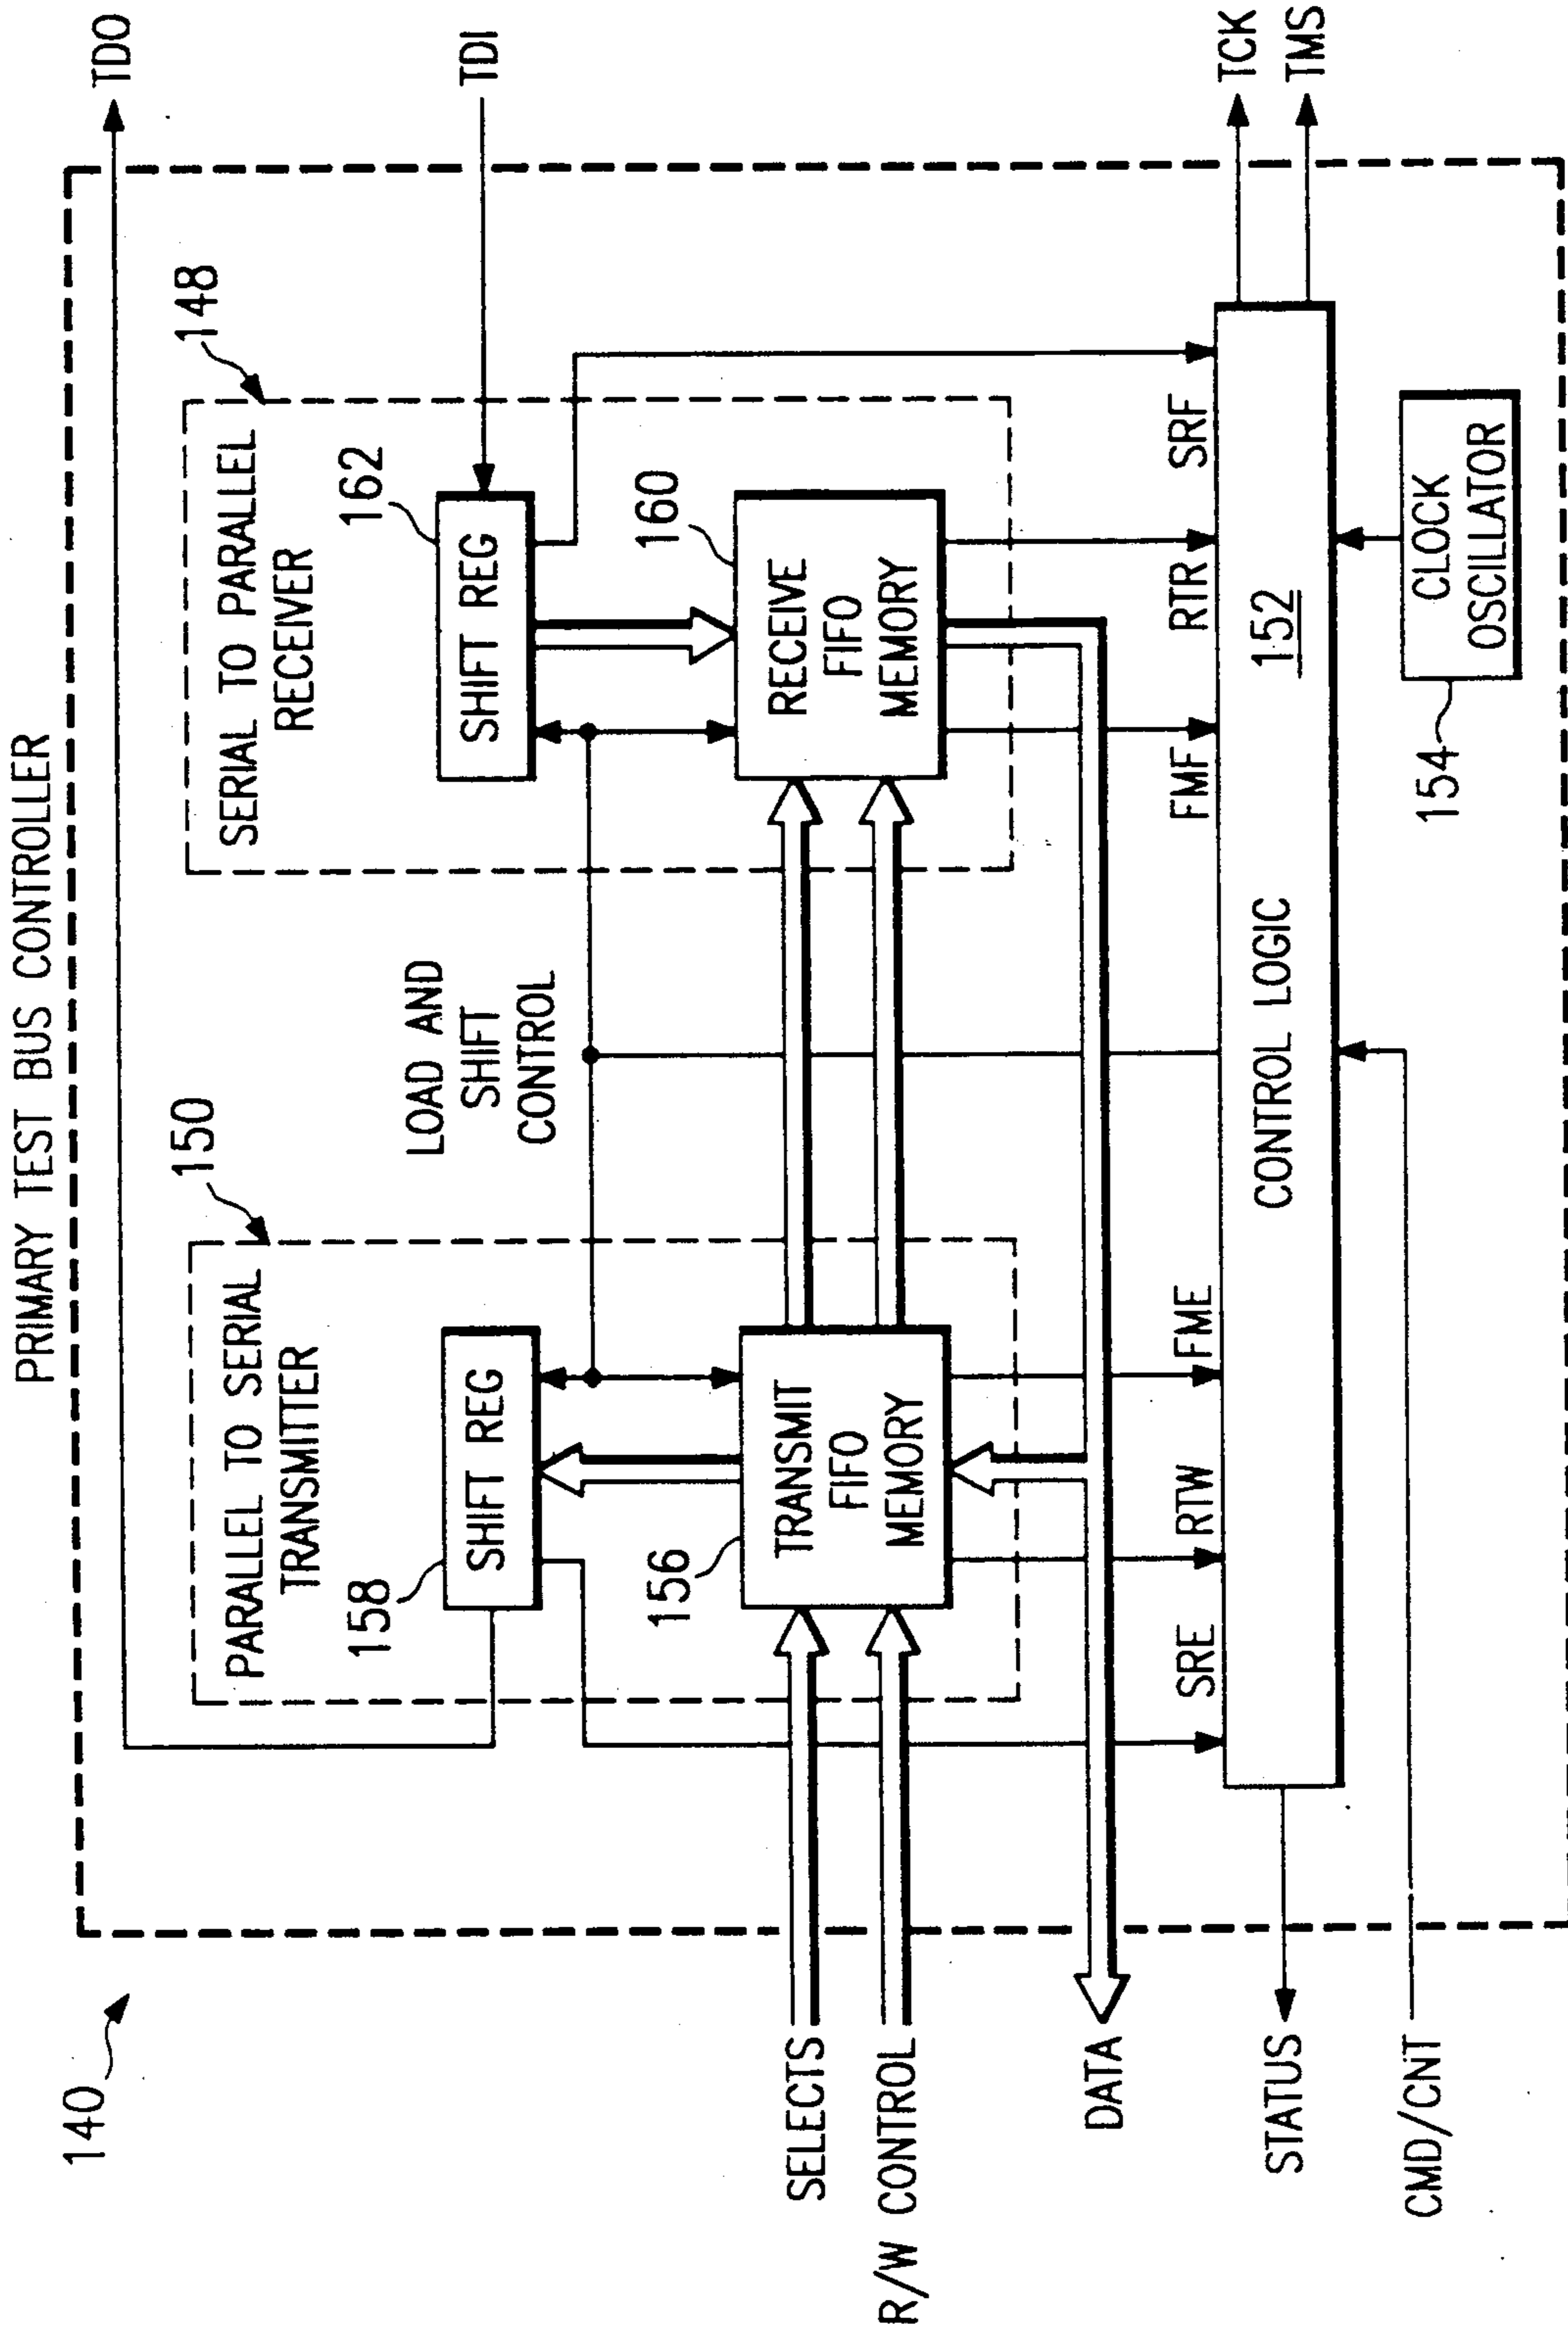 PRIMARY TEST BUS CONTROLLER
140
TDO
150
148
PARALLEL TO SERIAL
TRANSMITTER
SERIAL TO PARALLEL
RECEIVER
TDI
158
SHIFT REG
LOAD AND
SHIFT
CONTROL
162
SHIFT REG
156
TRANSMIT
FIFO
MEMORY
160
RECEIVE
FIFO
MEMORY
SELECTS
R/W CONTROL
DATA
SRE
RTW
FME
FMF
RTR
SRF
CONTROL LOGIC
152
TCK
TMS
STATUS
CMD/CNT
154
CLOCK
OSCILLATOR